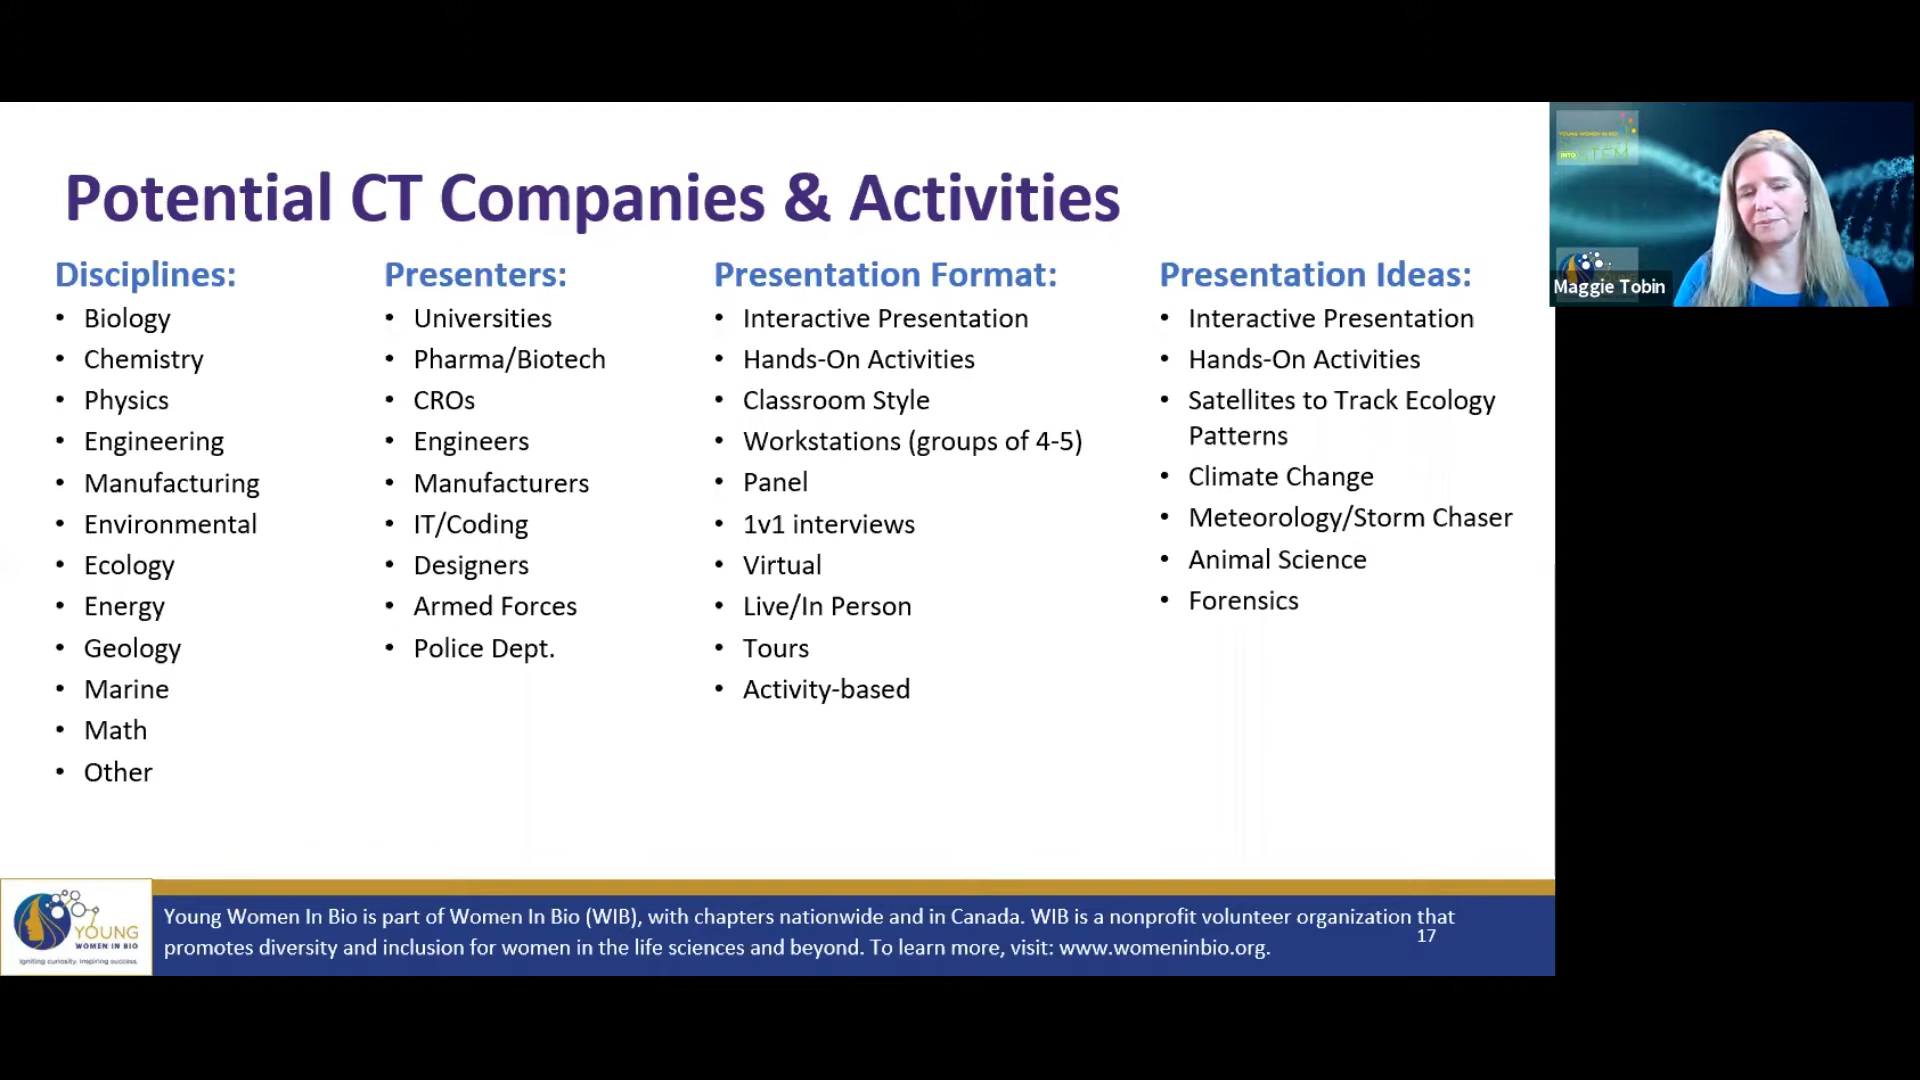 Potential CT Companies & Activities
Disciplines:
• Biology
• Chemistry
• Physics
• Engineering
• Manufacturing
• Environmental
• Ecology
• Energy
• Geology
• Marine
• Math
• Other
Presenters:
• Universities
• Pharma/Biotech
• CROs
• Engineers
• Manufacturers
• IT/Coding
• Designers
• Armed Forces
• Police Dept.
Presentation Format:
• Interactive Presentation
• Hands-On Activities
• Classroom Style
• Workstations (groups of 4-5)
• Panel
• 1v1 interviews
• Virtual
• Live/In Person
• Tours
• Activity-based
Presentation Ideas:
• Interactive Presentation
• Hands-On Activities
• Satellites to Track Ecology
Patterns
• Climate Change
• Meteorology/Storm Chaser
• Animal Science
• Forensics
YOUNG WOMEN IN BIO
INTO STEM
Maggie Tobin
YOUNG
WOMEN IN BIO
Igniting curiosity. Inspiring success.
Young Women In Bio is part of Women In Bio (WIB), with chapters nationwide and in Canada. WIB is a nonprofit volunteer organization that
promotes diversity and inclusion for women in the life sciences and beyond. To learn more, visit: www.womeninbio.org.
17